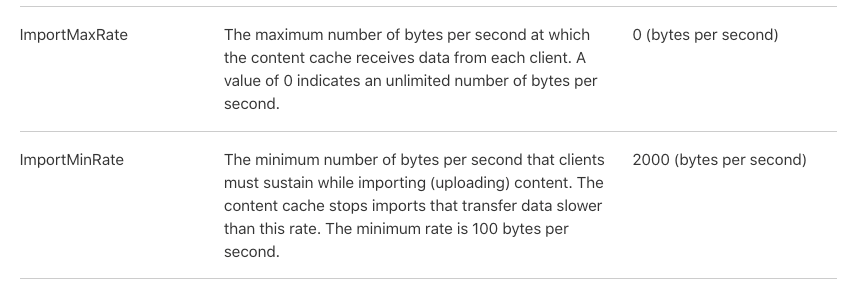 ImportMaxRate
The maximum number of bytes per second at which
the content cache receives data from each client. A
value of 0 indicates an unlimited number of bytes per
second.
0 (bytes per second)
ImportMinRate
The minimum number of bytes per second that clients
must sustain while importing (uploading) content. The
content cache stops imports that transfer data slower
than this rate. The minimum rate is 100 bytes per
second.
2000 (bytes per second)